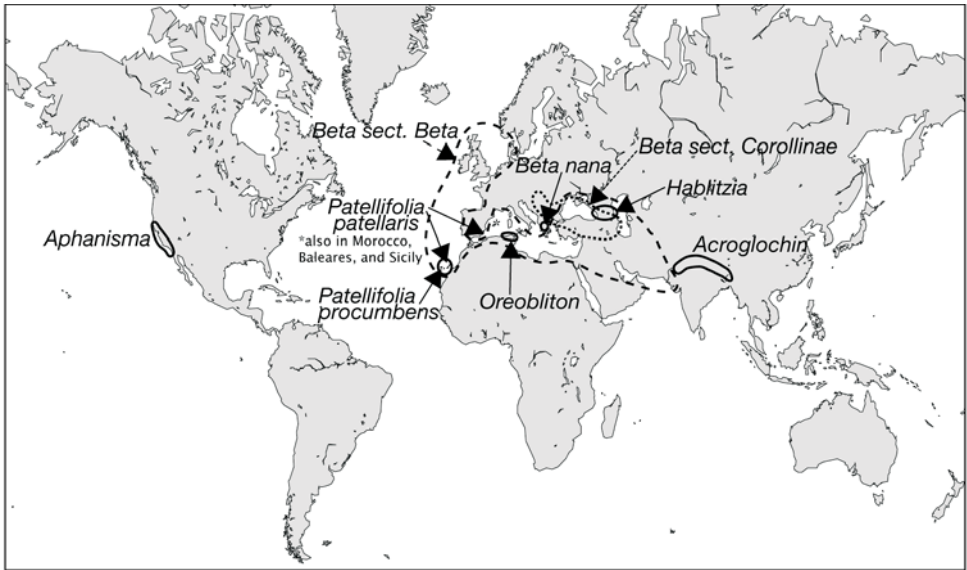 Beta sect. Beta
Beta nana
Beta sect. Corollinae
Hablitzia
Patellifolia
patellaris
*also in Morocco,
Baleares, and Sicily
*
Aphanisma
Acroglochin
Patellifolia
procumbens
Oreobliton